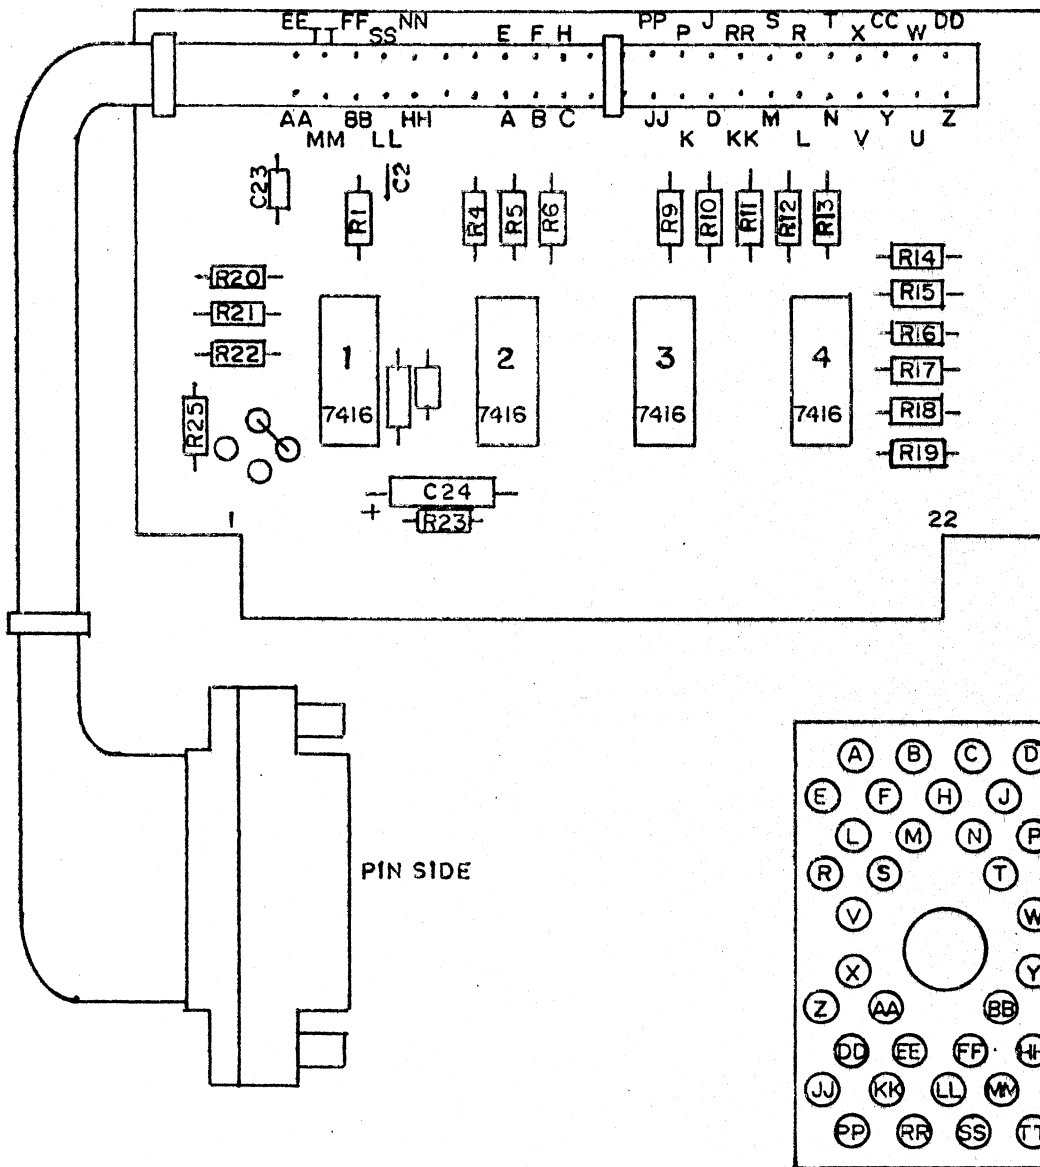 EE FF NN PP J S T CC DD
TT SS E F H P RR R X W
AA BB HH A B C JJ D M N Y Z
MM LL K KK L V U
C23 C2
R1 R4 R5 R6 R9 R10 R11 R12 R13
R14
R20
R15
R21
R16
R22 1 2 3 4
R17
R25 7416 7416 7416 7416 R18
R19
C24
+
R23
1 22
PIN SIDE
A B C D
E F H J
L M N P
R S T
V W
X Y
Z AA BB
DD EE FF HH
JJ KK LL MM
PP RR SS TT